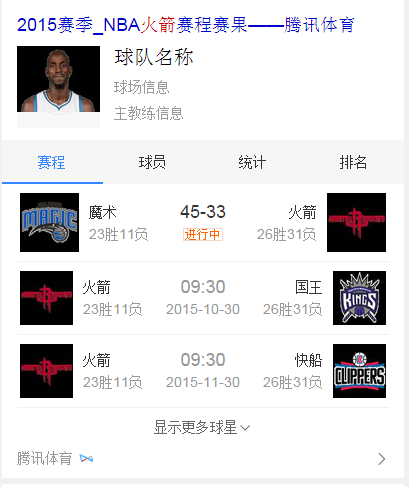 2015赛季_NBA火箭赛程赛果——腾讯体育
球队名称
球场信息
主教练信息
赛程 球员 统计 排名
MAGIC 魔术 45-33 火箭
23胜11负 进行中 26胜31负
火箭 09:30 国王 KINGS
23胜11负 2015-10-30 26胜31负
火箭 09:30 快船 CLIPPERS
23胜11负 2015-11-30 26胜31负
显示更多球星
腾讯体育